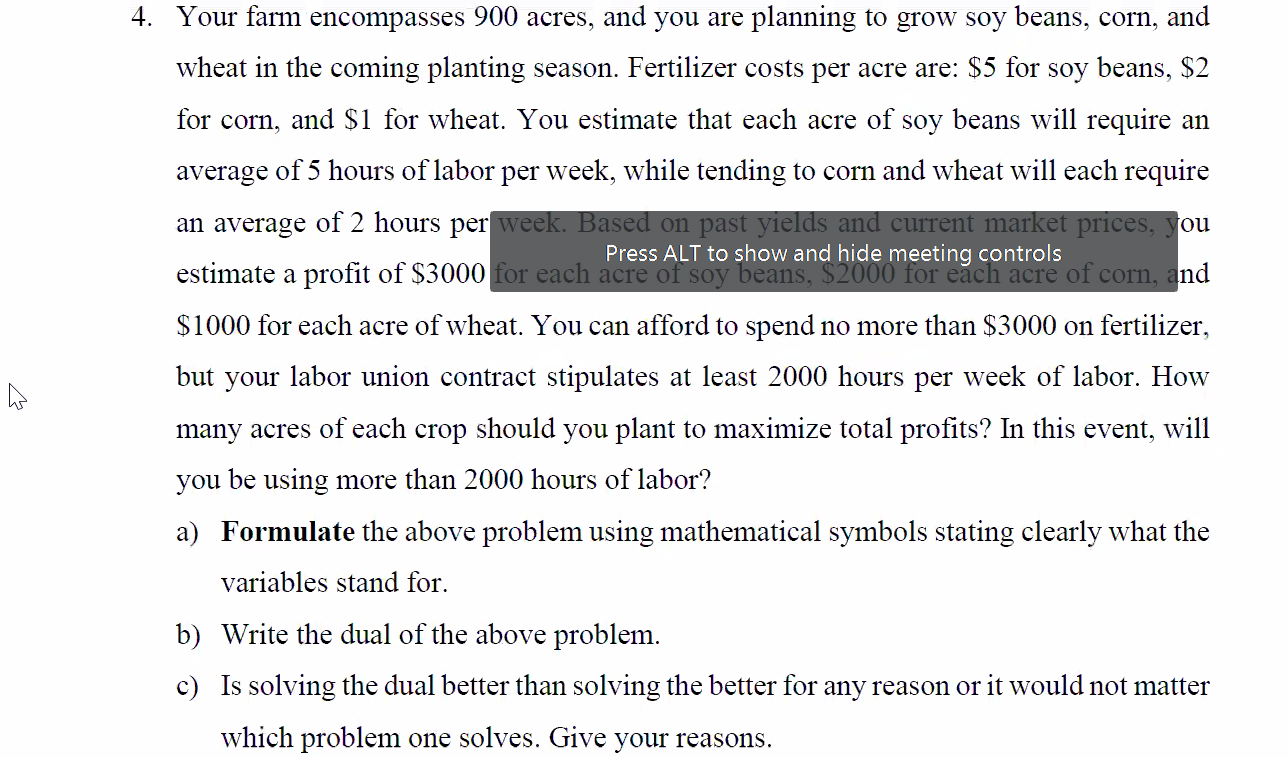 4. Your farm encompasses 900 acres, and you are planning to grow soy beans, corn, and
wheat in the coming planting season. Fertilizer costs per acre are: $5 for soy beans, $2
for corn, and $1 for wheat. You estimate that each acre of soy beans will require an
average of 5 hours of labor per week, while tending to corn and wheat will each require
an average of 2 hours per week. Based on past yields and current market prices, you
Press ALT to show and hide meeting controls
estimate a profit of $3000 for each acre of soy beans, $2000 for each acre of corn, and
$1000 for each acre of wheat. You can afford to spend no more than $3000 on fertilizer,
but your labor union contract stipulates at least 2000 hours per week of labor. How
many acres of each crop should you plant to maximize total profits? In this event, will
you be using more than 2000 hours of labor?
a) Formulate the above problem using mathematical symbols stating clearly what the
variables stand for.
b) Write the dual of the above problem.
c) Is solving the dual better than solving the better for any reason or it would not matter
which problem one solves. Give your reasons.